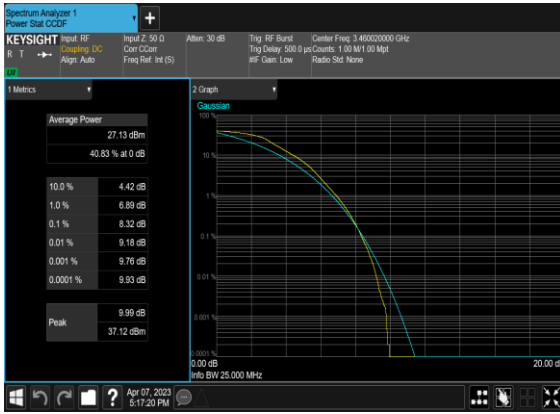 Spectrum Analyzer 1
Power Stat CCDF
+
KEYSIGHT
R T
LXI
Input: RF
Coupling: DC
Align: Auto
Input Z: 50 Ω
Corr CCorr
Freq Ref: Int (S)
Atten: 30 dB
Trig: RF Burst
Trig Delay: 500.0 µs
#IF Gain: Low
Center Freq: 3.460020000 GHz
Counts: 1.00 M/1.00 Mpt
Radio Std: None
1 Metrics
Average Power
27.13 dBm
40.83 % at 0 dB
10.0 % 4.42 dB
1.0 % 6.89 dB
0.1 % 8.32 dB
0.01 % 9.18 dB
0.001 % 9.76 dB
0.0001 % 9.93 dB
Peak
9.99 dB
37.12 dBm
2 Graph
Gaussian
100 %
10 %
1 %
0.1 %
0.01 %
0.001 %
0.0001 %
0.00 dB
20.00 d
Info BW 25.000 MHz
?
Apr 07, 2023
5:17:20 PM